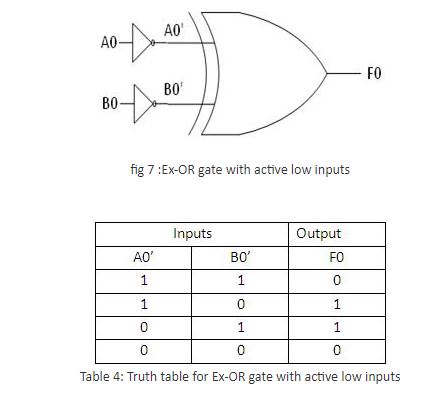 A0'
A0
F0
B0'
B0
fig 7 :Ex-OR gate with active low inputs
Inputs Output
A0' B0' F0
1 1 0
1 0 1
0 1 1
0 0 0
Table 4: Truth table for Ex-OR gate with active low inputs